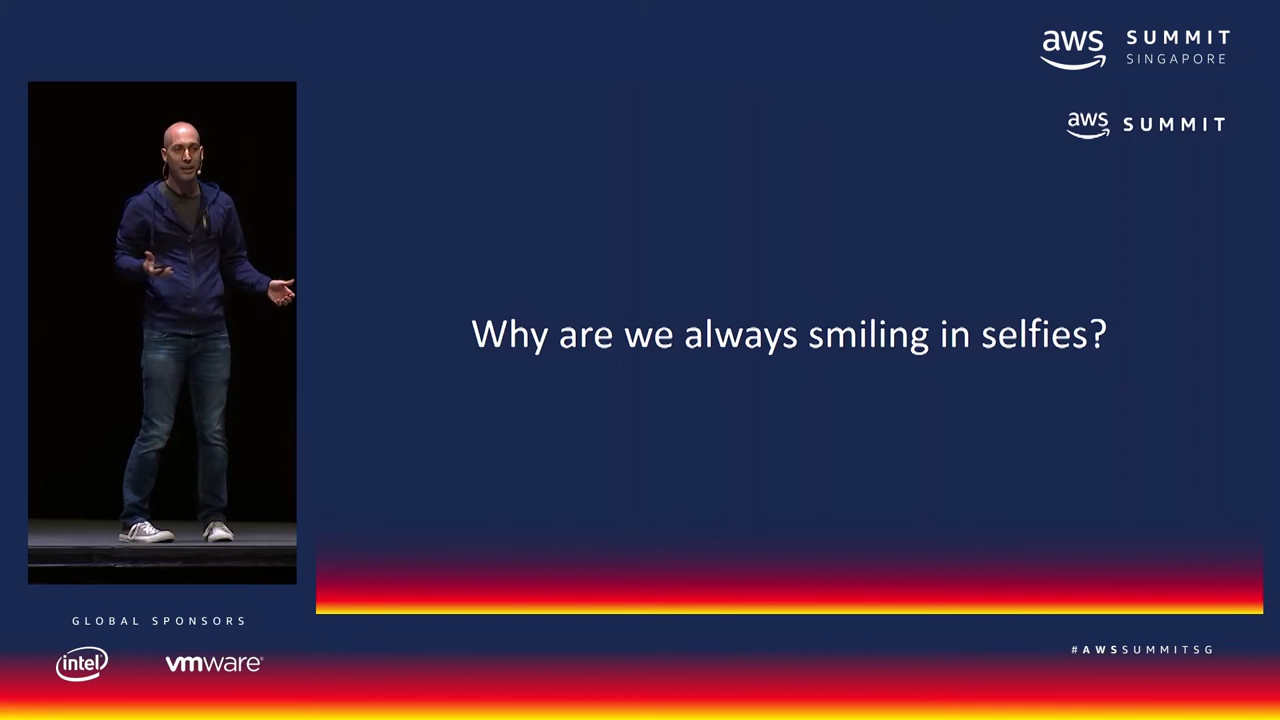 aws SUMMIT
SINGAPORE
aws SUMMIT
Why are we always smiling in selfies?
GLOBAL SPONSORS
intel vmware®
#AWSSUMMITSG